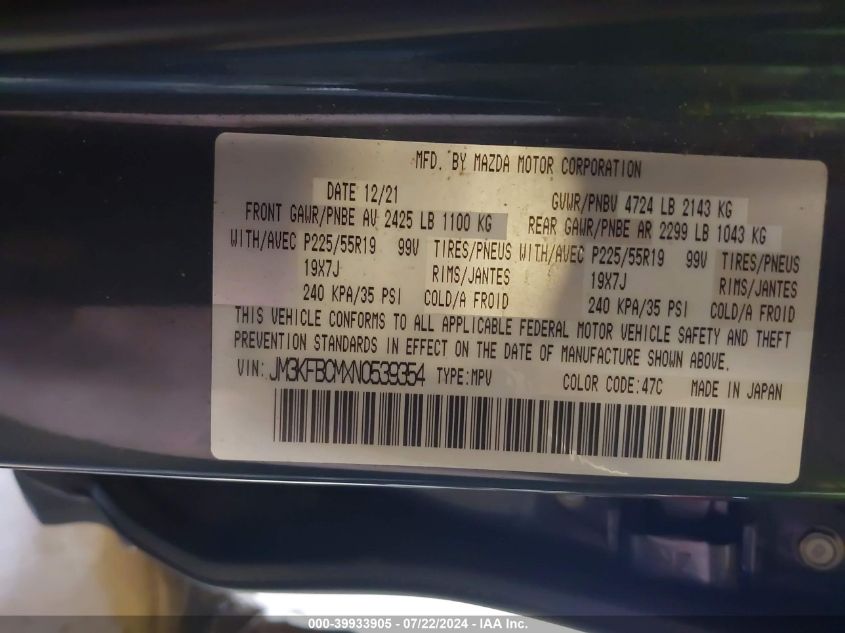 MFD. BY MAZDA MOTOR CORPORATION
DATE 12/21 GVWR/PNBV 4724 LB 2143 KG
FRONT GAWR/PNBE AV 2425 LB 1100 KG REAR GAWR/PNBE AR 2299 LB 1043 KG
WITH/AVEC P225/55R19 99V TIRES/PNEUS WITH/AVEC P225/55R19 99V TIRES/PNEUS
19X7J RIMS/JANTES 19X7J RIMS/JANTES
240 KPA/35 PSI COLD/A FROID 240 KPA/35 PSI COLD/A FROID
THIS VEHICLE CONFORMS TO ALL APPLICABLE FEDERAL MOTOR VEHICLE SAFETY AND THEFT
PREVENTION STANDARDS IN EFFECT ON THE DATE OF MANUFACTURE SHOWN ABOVE.
VIN: JM3KFBCMXN0539354 TYPE:MPV COLOR CODE:47C MADE IN JAPAN
000-39933905 - 07/22/2024 - IAA Inc.